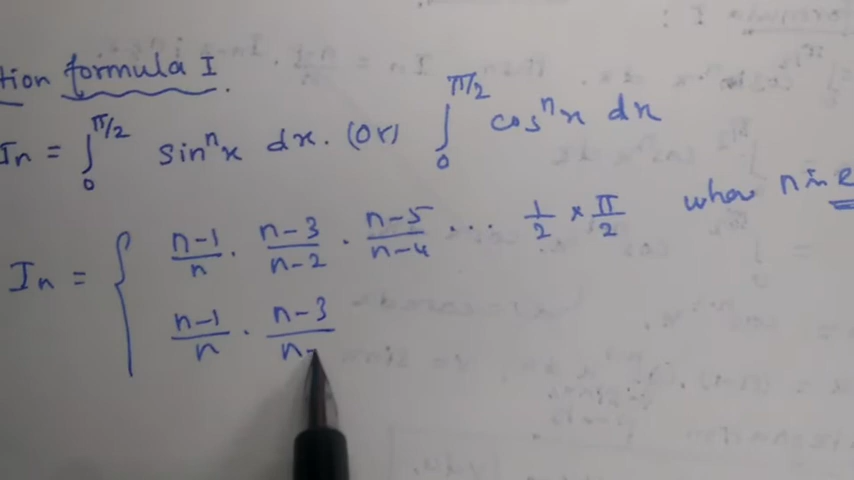 tion formula I.
In = ∫₀^π/2 sinⁿx dx. (Or) ∫₀^π/2 cosⁿx dx
In = { n-1/n · n-3/n-2 · n-5/n-4 ... 1/2 × π/2 when n is e
n-1/n · n-3/n-